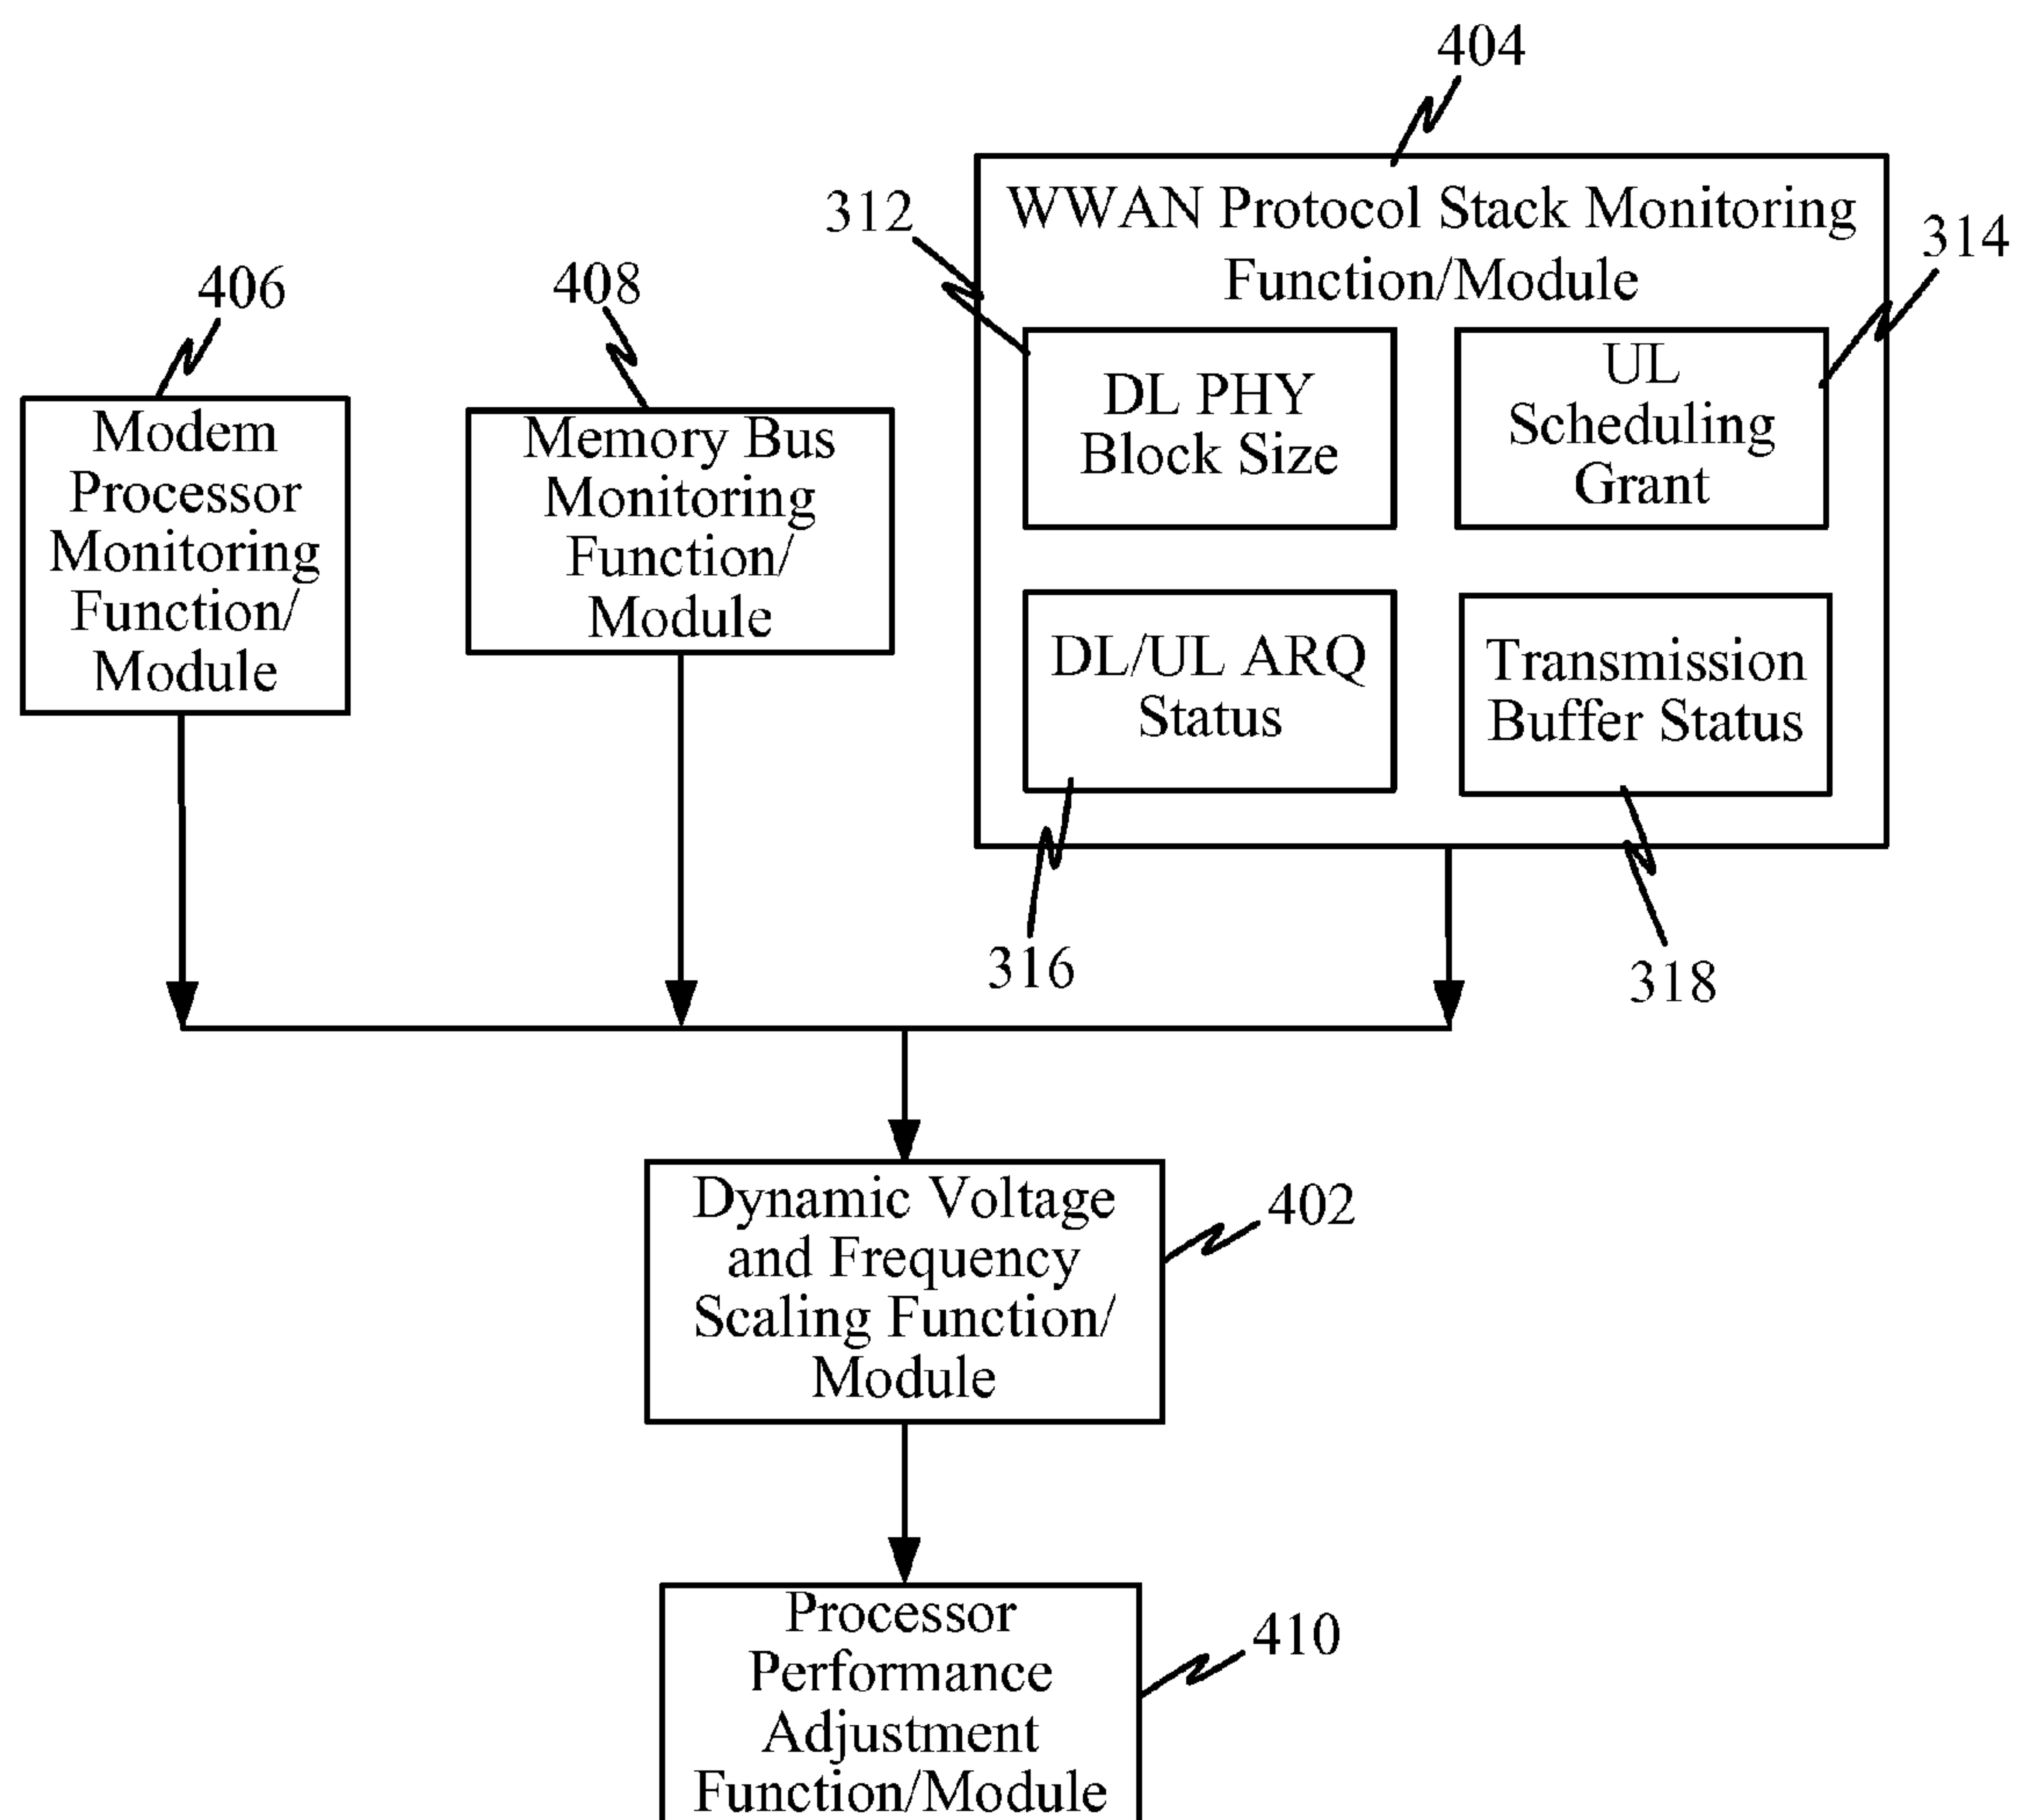 404
312
WWAN Protocol Stack Monitoring
Function/Module
314
406
408
Modem
Processor
Monitoring
Function/
Module
Memory Bus
Monitoring
Function/
Module
DL PHY
Block Size
UL
Scheduling
Grant
DL/UL ARQ
Status
Transmission
Buffer Status
316
318
Dynamic Voltage
and Frequency
Scaling Function/
Module
402
Processor
Performance
Adjustment
Function/Module
410